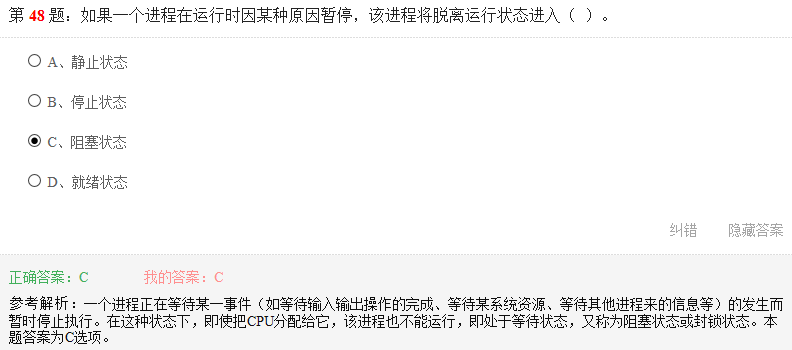 第 48 题：如果一个进程在运行时因某种原因暂停，该进程将脱离运行状态进入（ ）。
A、静止状态
B、停止状态
C、阻塞状态
D、就绪状态
纠错 隐藏答案
正确答案：C 我的答案：C
参考解析：一个进程正在等待某一事件（如等待输入输出操作的完成、等待某系统资源、等待其他进程来的信息等）的发生而
暂时停止执行。在这种状态下，即使把CPU分配给它，该进程也不能运行，即处于等待状态，又称为阻塞状态或封锁状态。本
题答案为C选项。